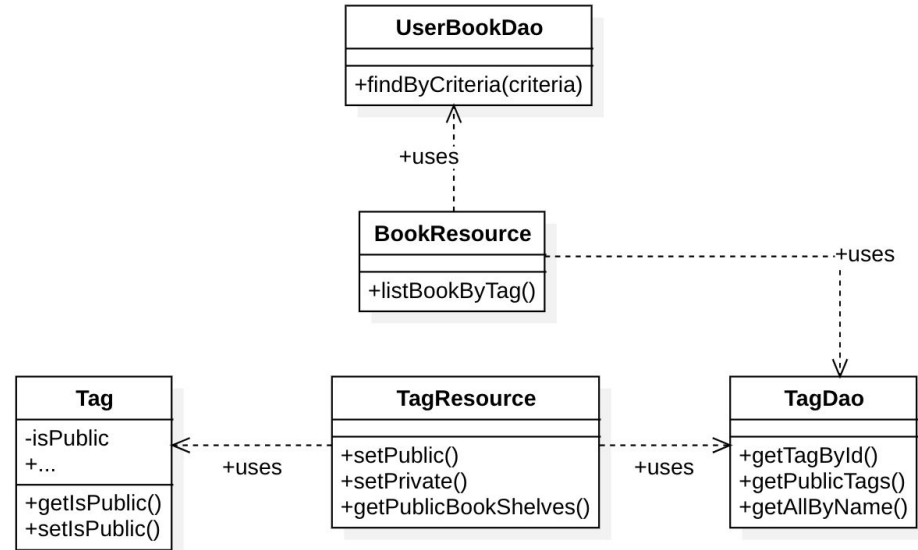 UserBookDao
+findByCriteria(criteria)
+uses
BookResource
+listBookByTag()
+uses
Tag
-isPublic
+...
+getIsPublic()
+setIsPublic()
+uses
TagResource
+setPublic()
+setPrivate()
+getPublicBookShelves()
+uses
TagDao
+getTagById()
+getPublicTags()
+getAllByName()